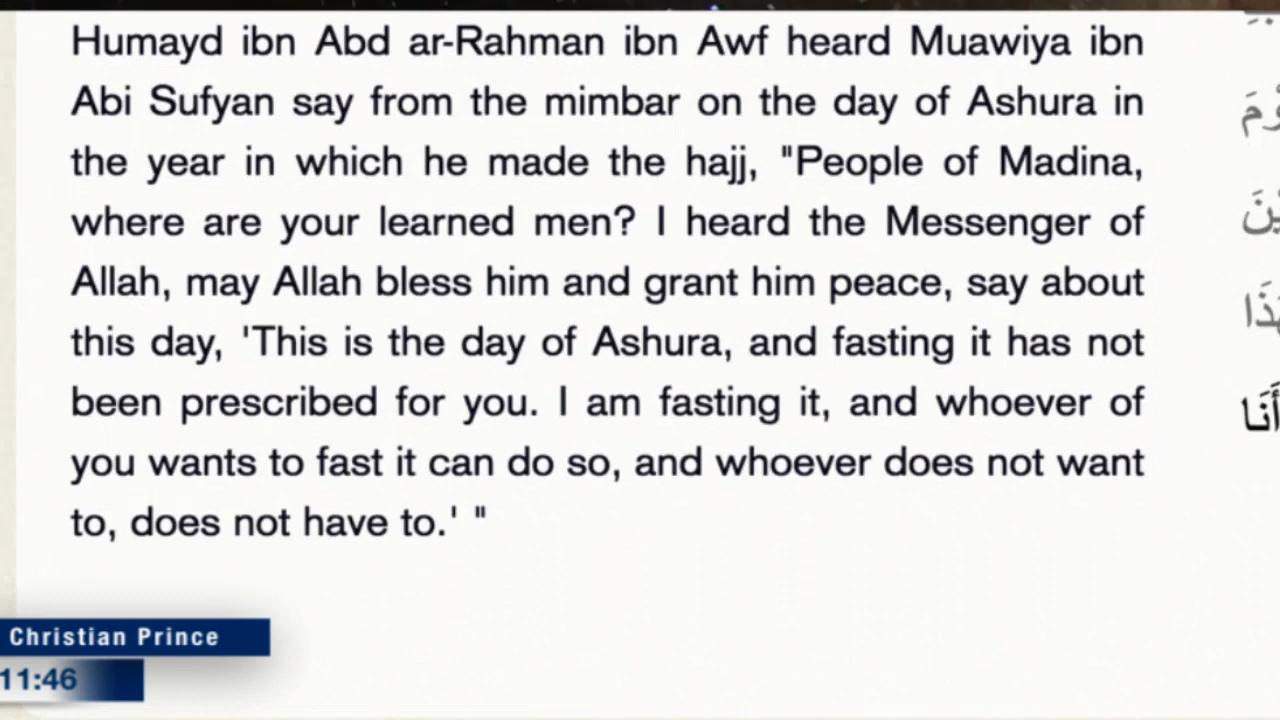 Humayd ibn Abd ar-Rahman ibn Awf heard Muawiya ibn
Abi Sufyan say from the mimbar on the day of Ashura in
the year in which he made the hajj, "People of Madina,
where are your learned men? I heard the Messenger of
Allah, may Allah bless him and grant him peace, say about
this day, 'This is the day of Ashura, and fasting it has not
been prescribed for you. I am fasting it, and whoever of
you wants to fast it can do so, and whoever does not want
to, does not have to.' "
أَنَا
Christian Prince
11:46